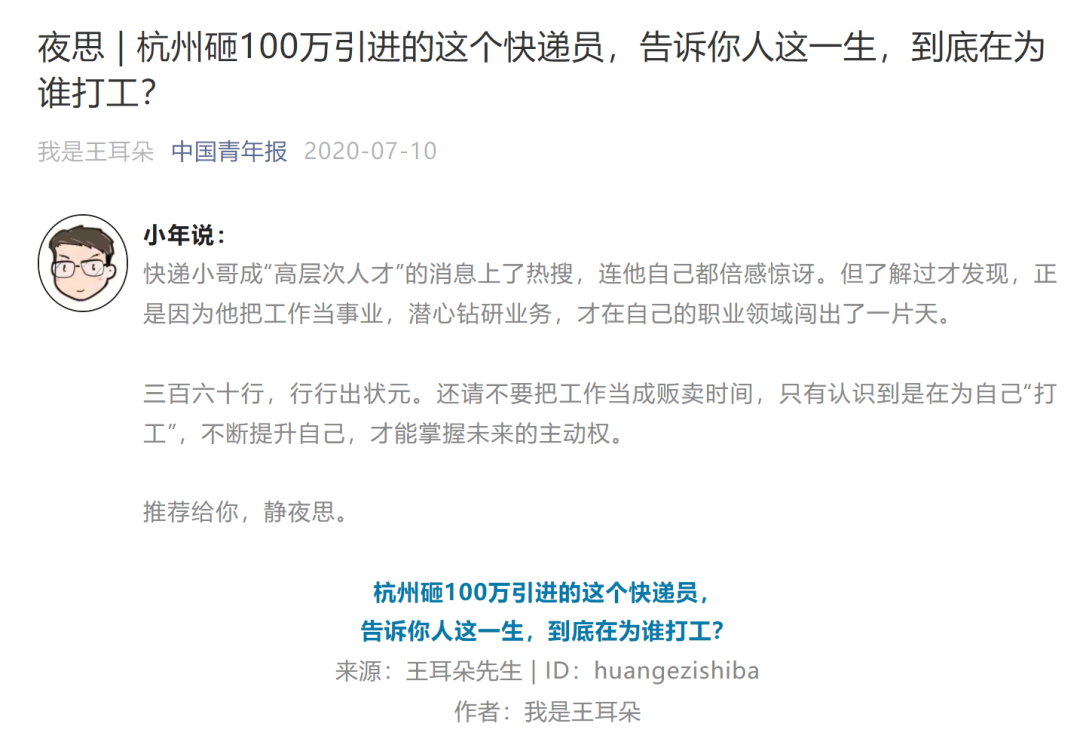 夜思 | 杭州砸100万引进的这个快递员，告诉你人这一生，到底在为
谁打工？
我是王耳朵 中国青年报 2020-07-10
小年说：
快递小哥成“高层次人才”的消息上了热搜，连他自己都倍感惊讶。但了解过才发现，正
是因为他把工作当事业，潜心钻研业务，才在自己的职业领域闯出了一片天。
三百六十行，行行出状元。还请不要把工作当成贩卖时间，只有认识到是在为自己“打
工”，不断提升自己，才能掌握未来的主动权。
推荐给你，静夜思。
杭州砸100万引进的这个快递员，
告诉你人这一生，到底在为谁打工？
来源：王耳朵先生 | ID：huangezishiba
作者：我是王耳朵